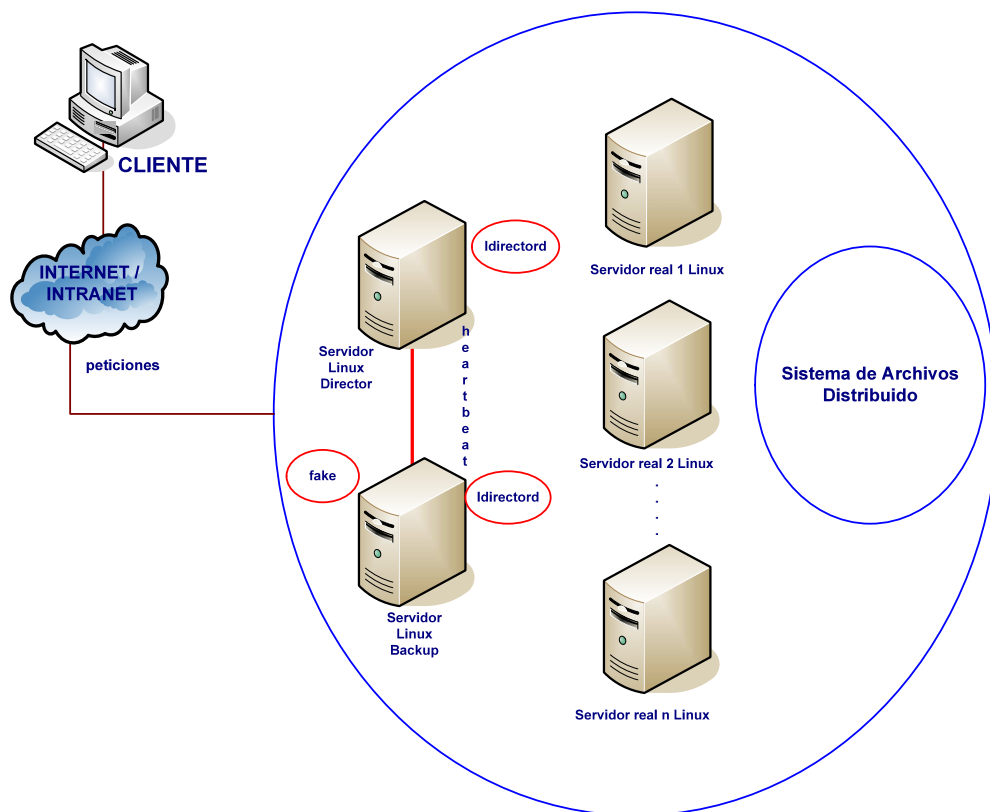 CLIENTE
INTERNET /
INTRANET
peticiones
ldirectord
Servidor
Linux
Director
heartbeat
fake
ldirectord
Servidor
Linux
Backup
Servidor real 1 Linux
Servidor real 2 Linux
Servidor real n Linux
Sistema de Archivos
Distribuido